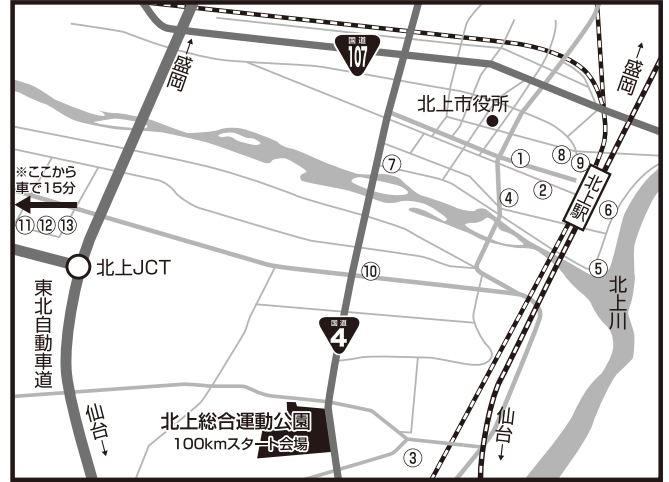 国道
107
盛岡
盛岡
北上市役所
①
⑧
⑨
⑦
②
北上駅
④
⑥
※ここから
車で15分
⑪⑫⑬
北上JCT
⑩
⑤
北上川
東北自動車道
国道
4
北上総合運動公園
100kmスタート会場
仙台
仙台
③